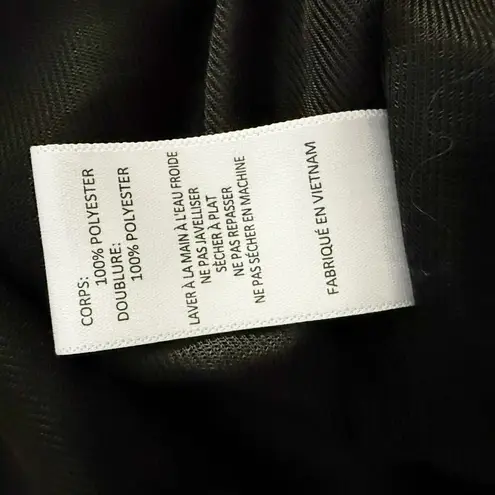 CORPS:
100% POLYESTER
DOUBLURE:
100% POLYESTER
LAVER À LA MAIN À L'EAU FROIDE
NE PAS JAVELLISER
SÉCHER À PLAT
NE PAS REPASSER
NE PAS SÉCHER EN MACHINE
FABRIQUÉ EN VIETNAM